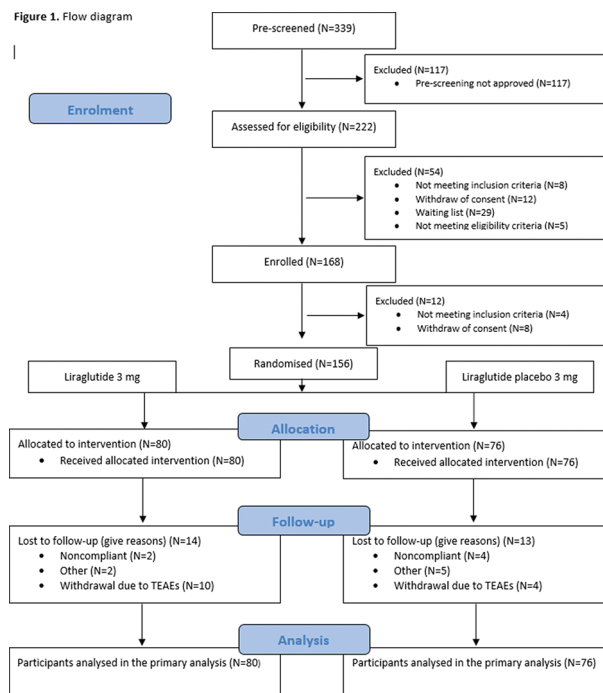 Figure 1. Flow diagram
Pre-screened (N=339)
Excluded (N=117)
• Pre-screening not approved (N=117)
Enrolment
Assessed for eligibility (N=222)
Excluded (N=54)
• Not meeting inclusion criteria (N=8)
• Withdraw of consent (N=12)
• Waiting list (N=29)
• Not meeting eligibility criteria (N=5)
Enrolled (N=168)
Excluded (N=12)
• Not meeting inclusion criteria (N=4)
• Withdraw of consent (N=8)
Randomised (N=156)
Liraglutide 3 mg
Liraglutide placebo 3 mg
Allocation
Allocated to intervention (N=80)
• Received allocated intervention (N=80)
Allocated to intervention (N=76)
• Received allocated intervention (N=76)
Follow-up
Lost to follow-up (give reasons) (N=14)
• Noncompliant (N=2)
• Other (N=2)
• Withdrawal due to TEAEs (N=10)
Lost to follow-up (give reasons) (N=13)
• Noncompliant (N=4)
• Other (N=5)
• Withdrawal due to TEAEs (N=4)
Analysis
Participants analysed in the primary analysis (N=80)
Participants analysed in the primary analysis (N=76)